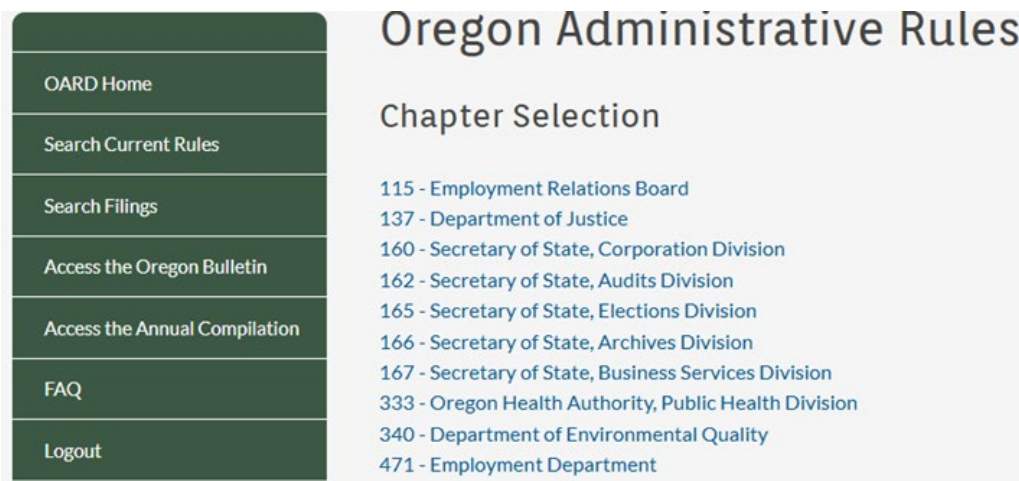 OARD Home
Search Current Rules
Search Filings
Access the Oregon Bulletin
Access the Annual Compilation
FAQ
Logout
Oregon Administrative Rules
Chapter Selection
115 - Employment Relations Board
137 - Department of Justice
160 - Secretary of State, Corporation Division
162 - Secretary of State, Audits Division
165 - Secretary of State, Elections Division
166 - Secretary of State, Archives Division
167 - Secretary of State, Business Services Division
333 - Oregon Health Authority, Public Health Division
340 - Department of Environmental Quality
471 - Employment Department